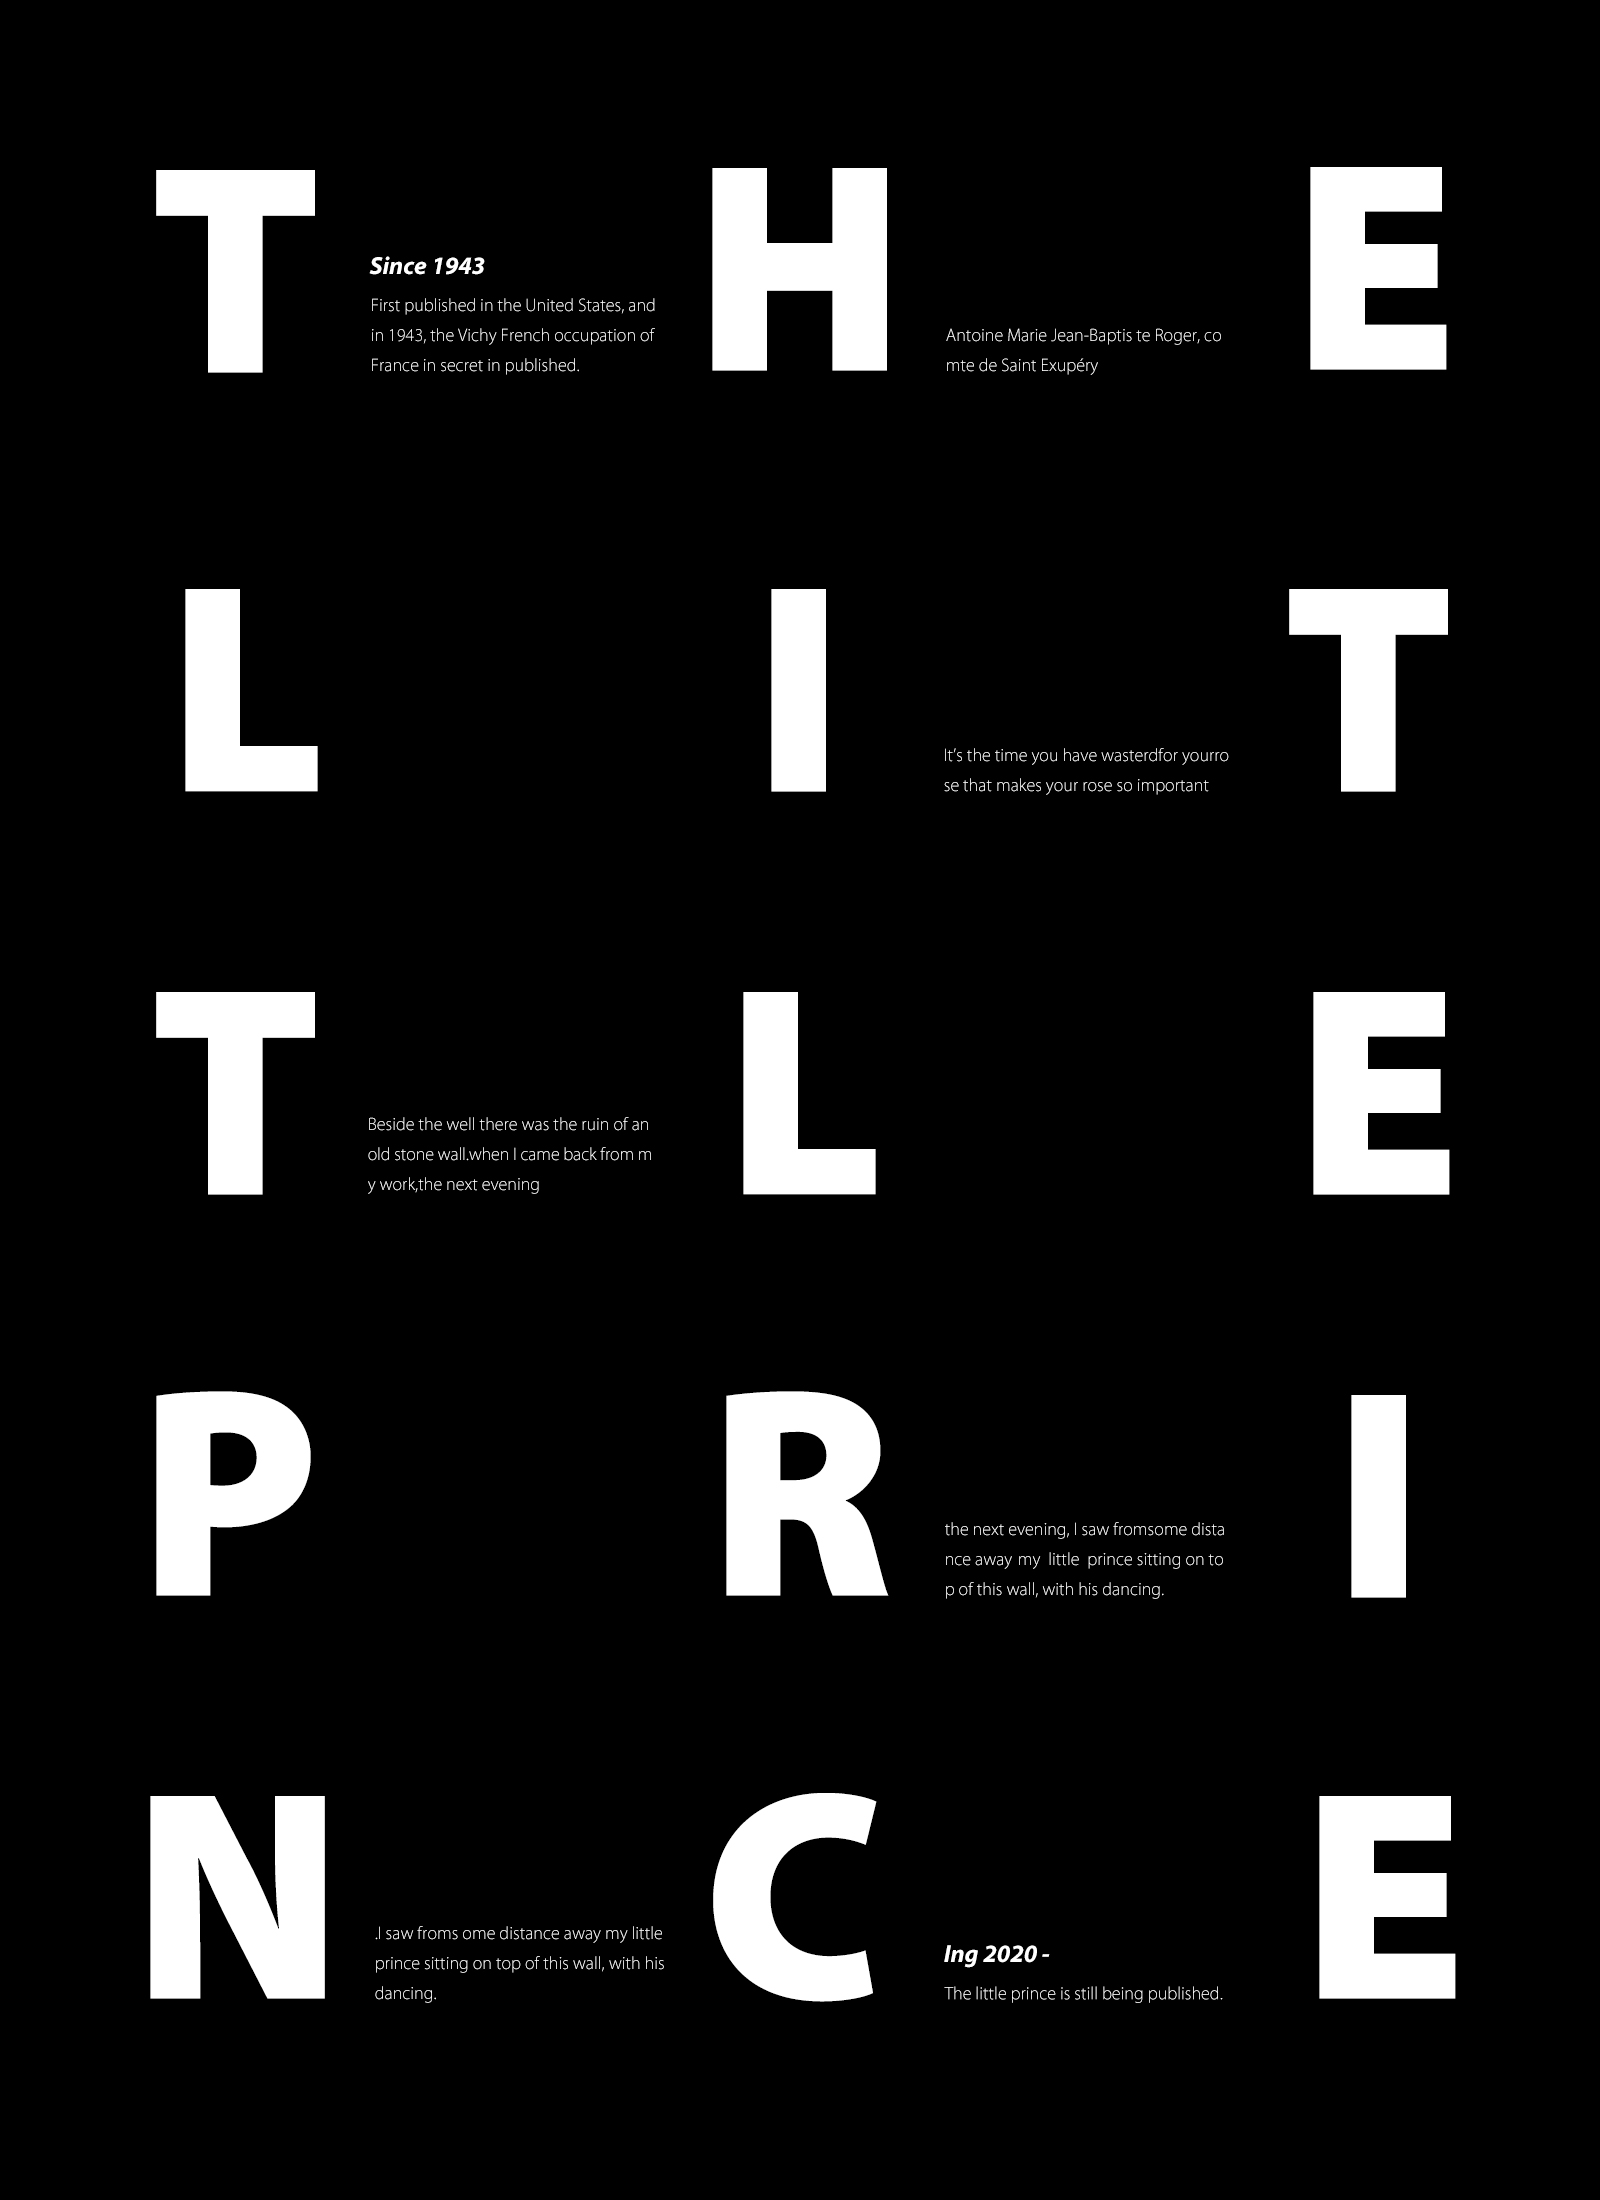 T H E
Since 1943
First published in the United States, and
in 1943, the Vichy French occupation of
France in secret in published.
Antoine Marie Jean-Baptis te Roger, co
mte de Saint Exupéry
L I T
It's the time you have wasterdfor yourro
se that makes your rose so important
T L E
Beside the well there was the ruin of an
old stone wall.when I came back from m
y work,the next evening
P R I
the next evening, I saw fromsome dista
nce away my little prince sitting on to
p of this wall, with his dancing.
N C E
.I saw froms ome distance away my little
prince sitting on top of this wall, with his
dancing.
Ing 2020 -
The little prince is still being published.